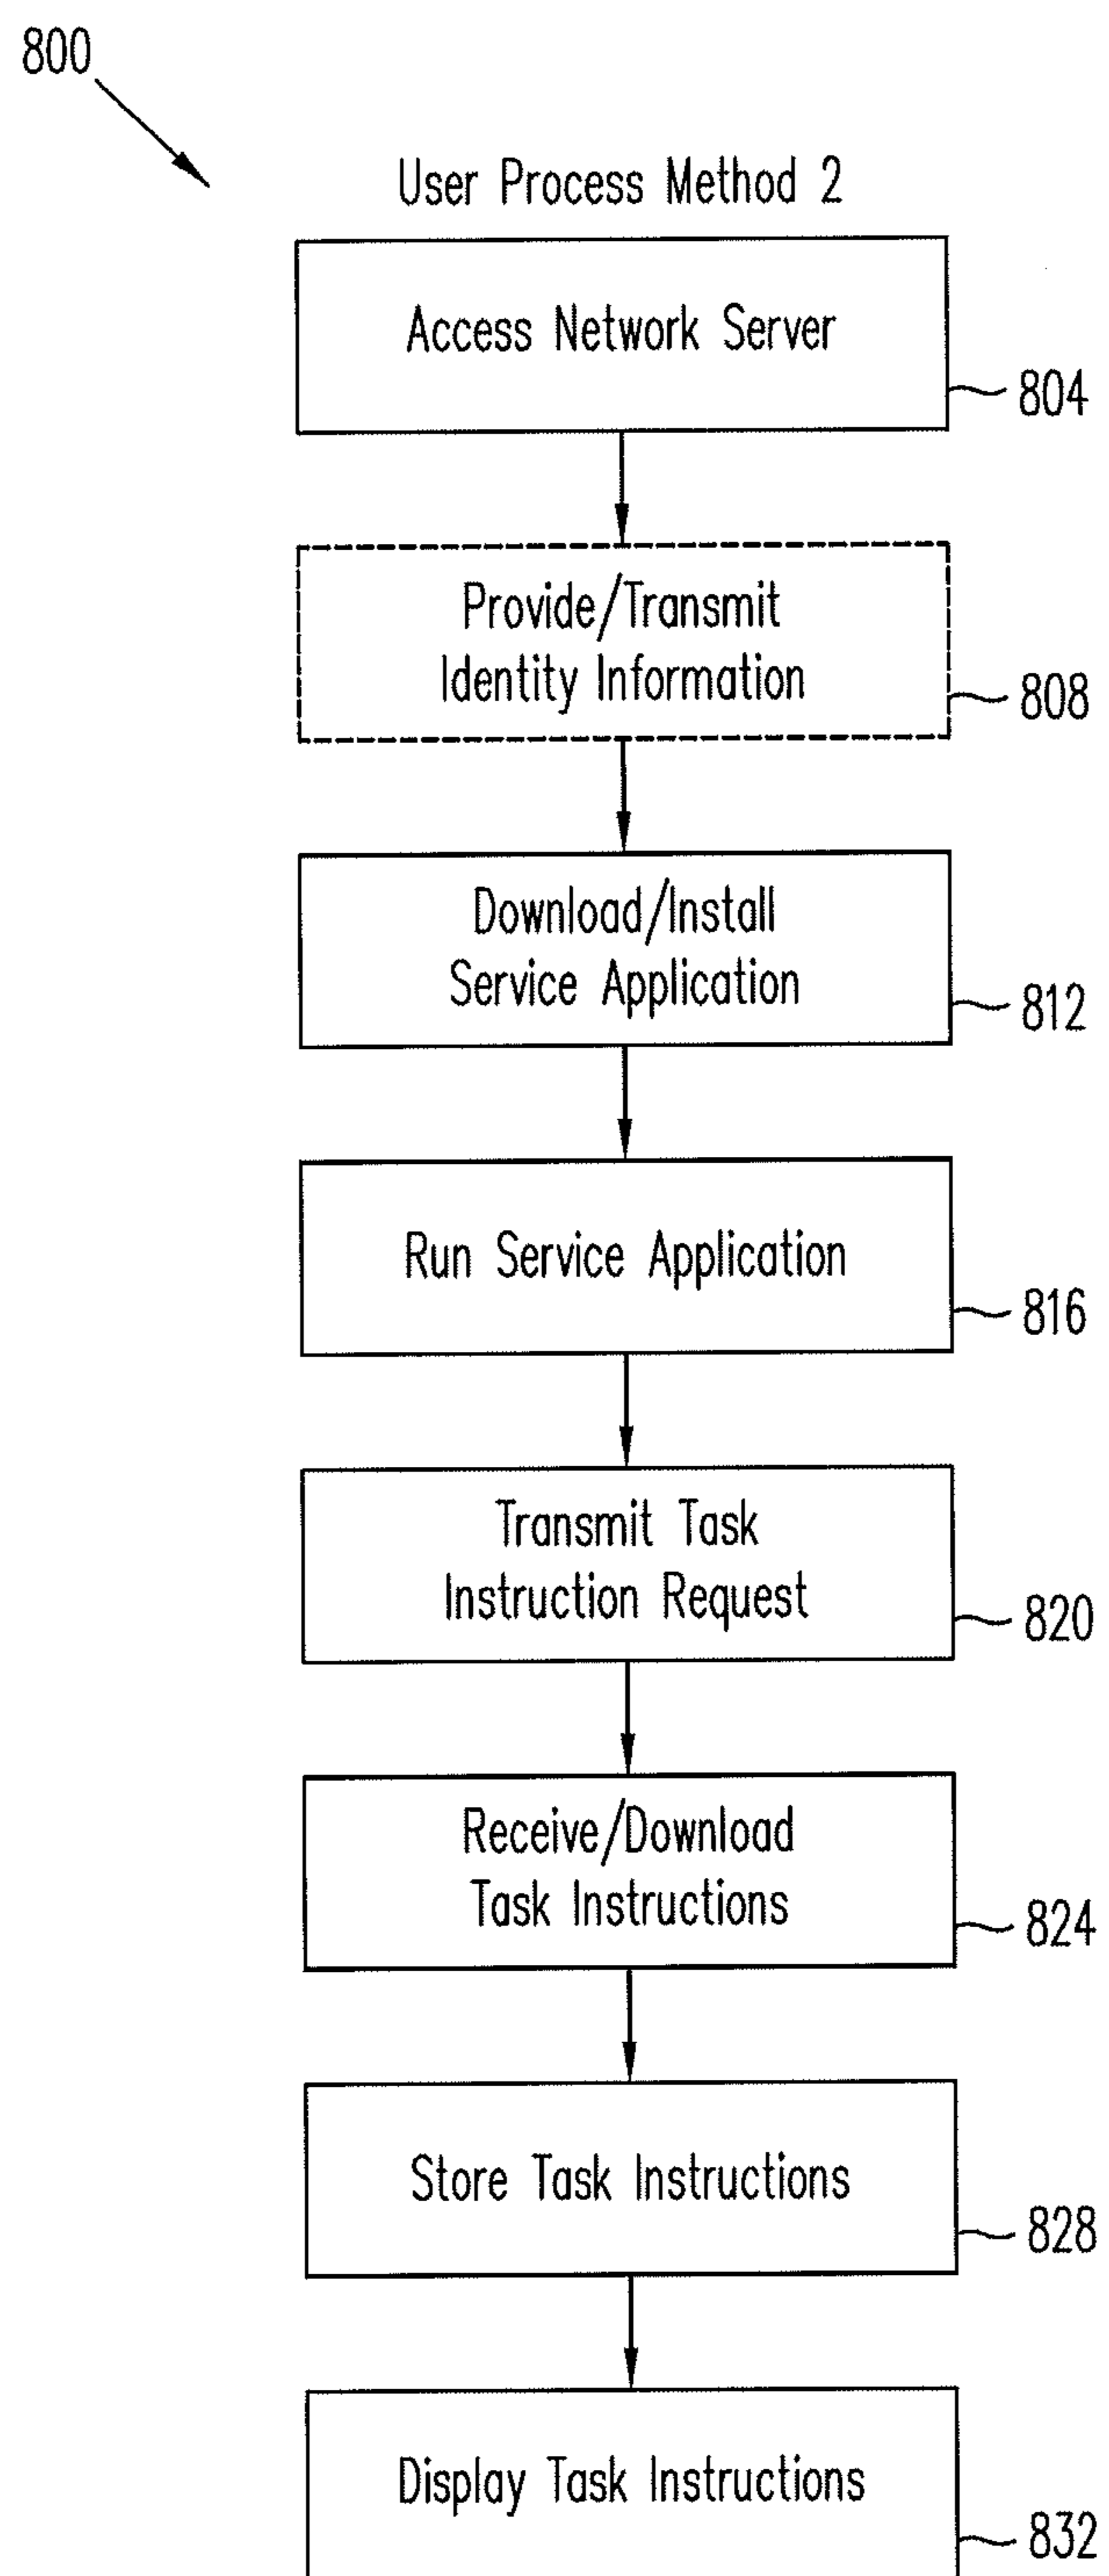 800
User Process Method 2
Access Network Server
804
Provide/Transmit
Identity Information
808
Download/Install
Service Application
812
Run Service Application
816
Transmit Task
Instruction Request
820
Receive/Download
Task Instructions
824
Store Task Instructions
828
Display Task Instructions
832